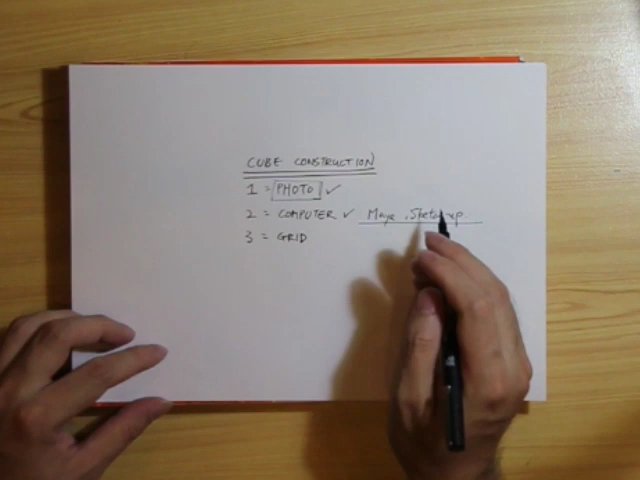 CUBE CONSTRUCTION
1 = PHOTO ✓
2 = COMPUTER ✓ Maya, Sketchup
3 = GRID